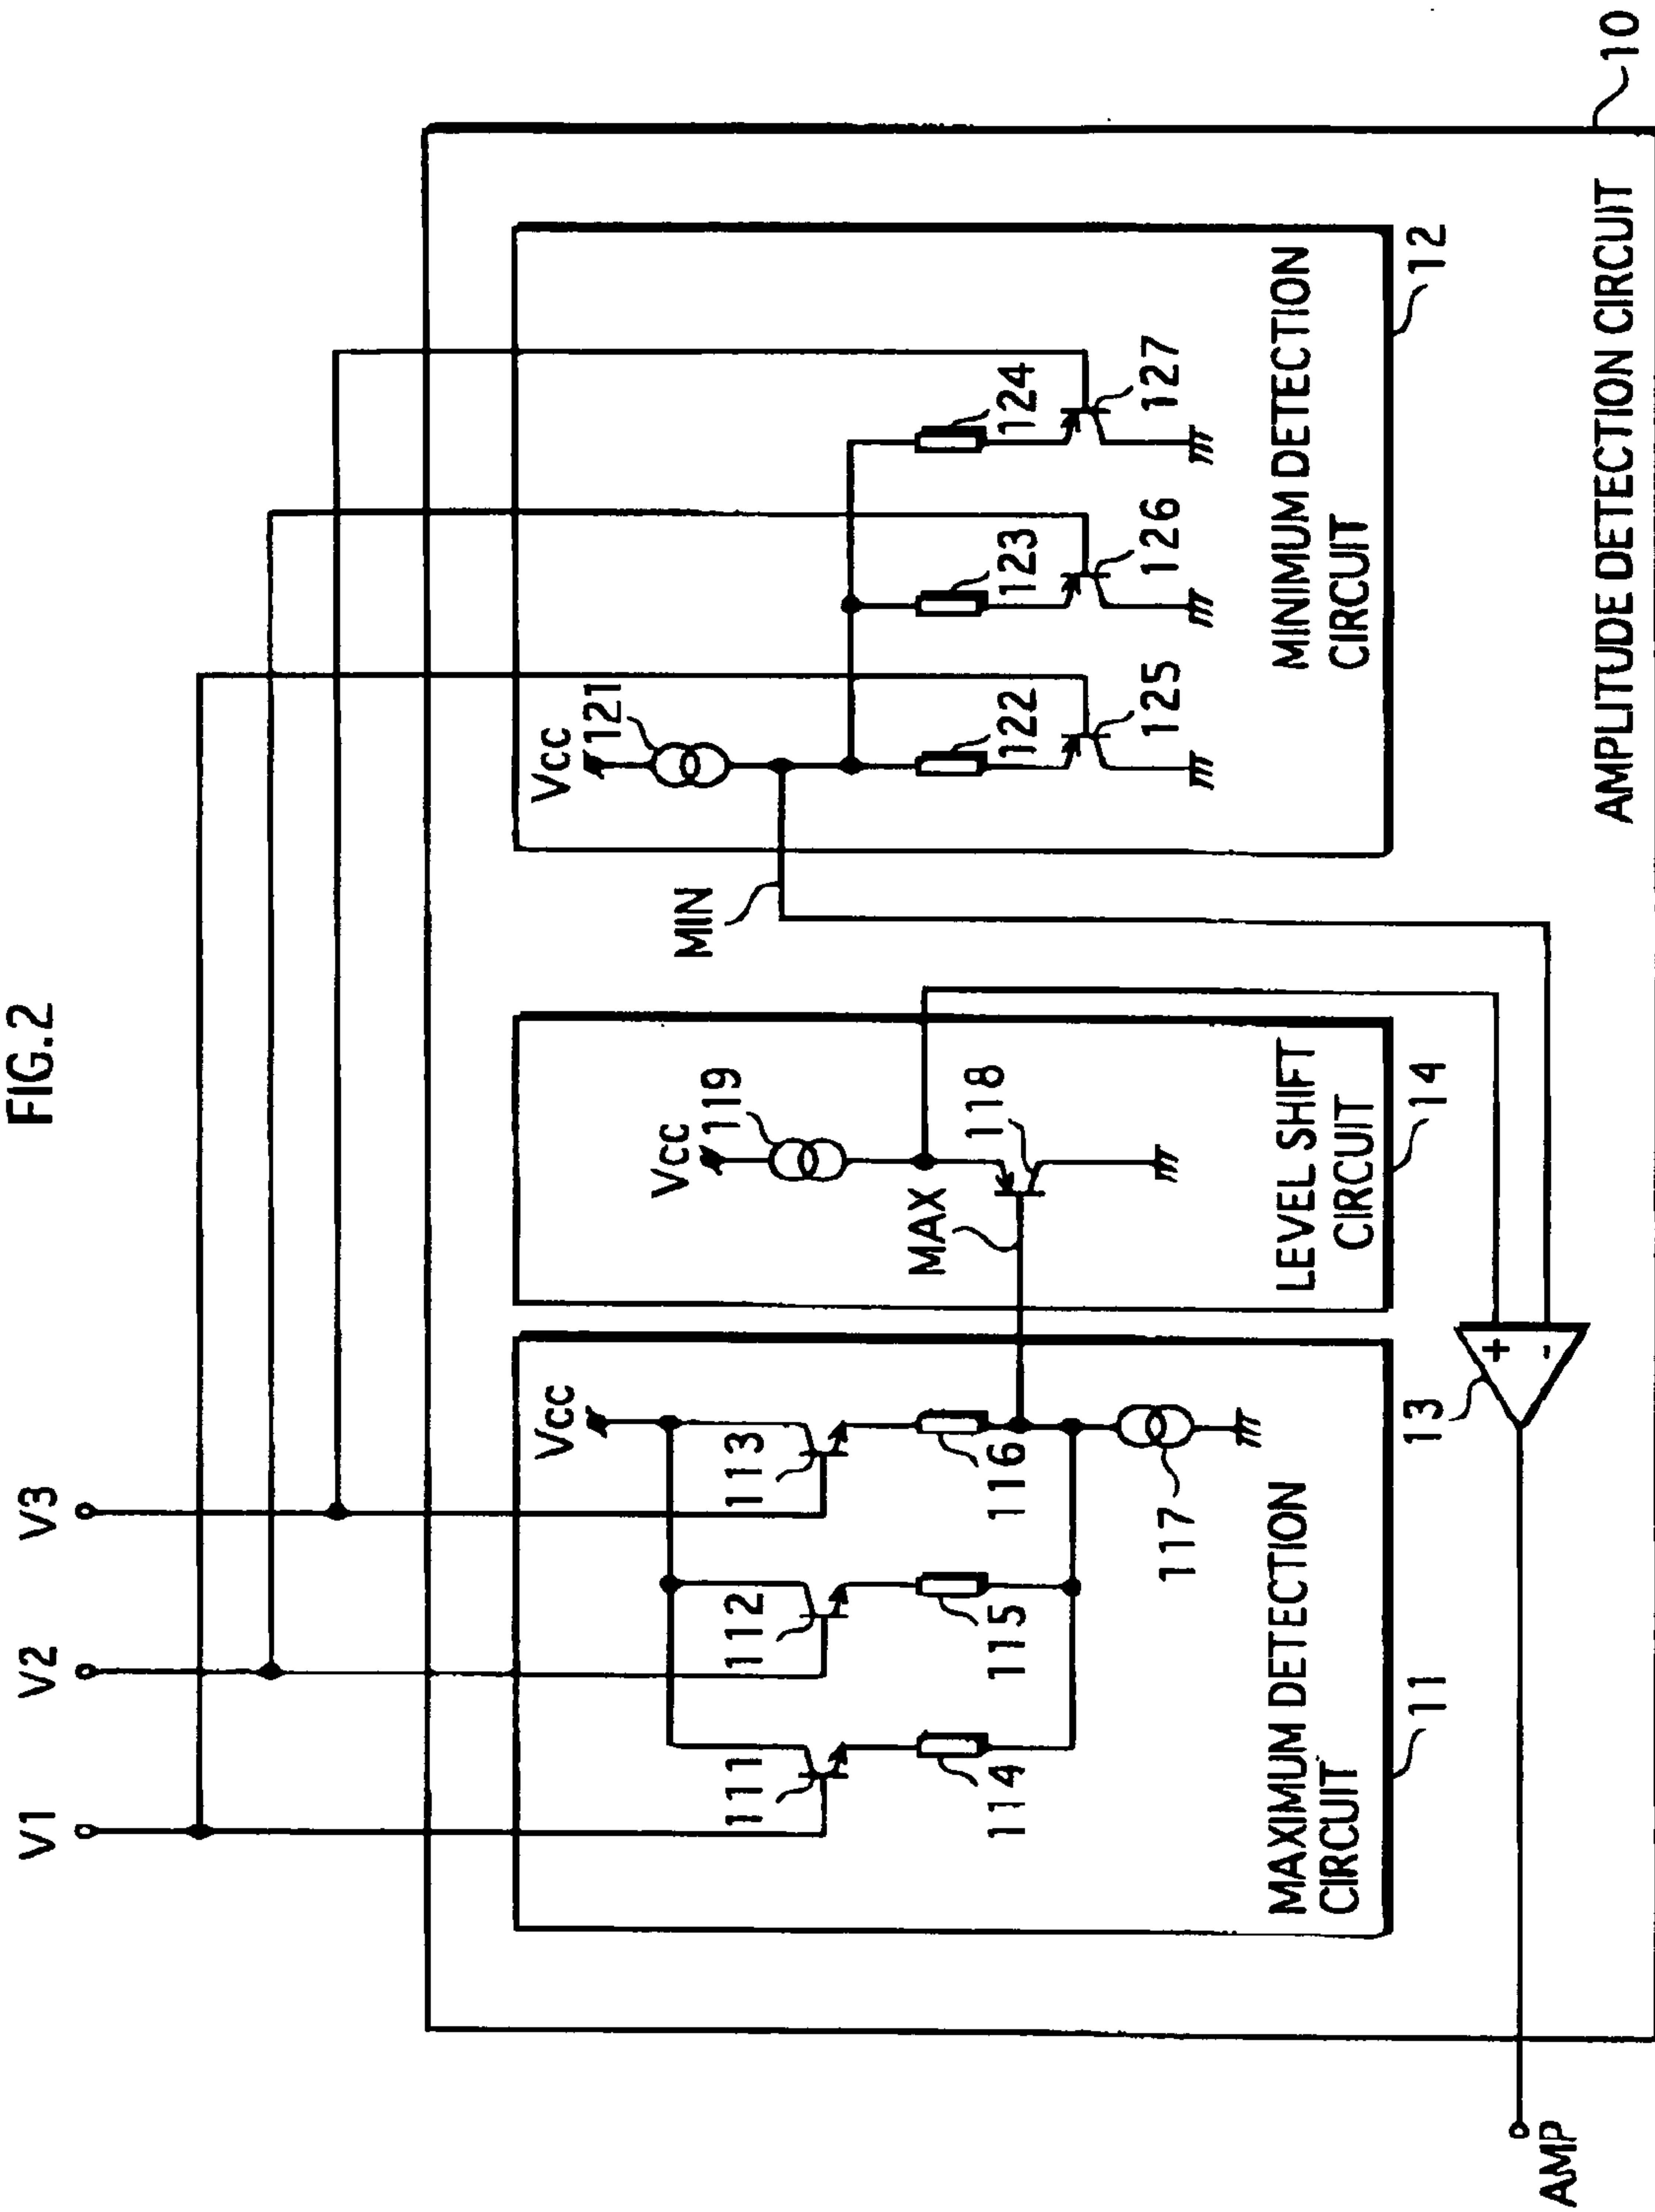 FIG.2
V1
V2
V3
Vcc
111
112
113
114
115
116
117
MAXIMUM DETECTION
CIRCUIT
11
Vcc
119
MAX
118
LEVEL SHIFT
CIRCUIT
14
MIN
Vcc
121
122
123
124
125
126
127
MINIMUM DETECTION
CIRCUIT
12
13
+
-
AMP
AMPLITUDE DETECTION CIRCUIT
10